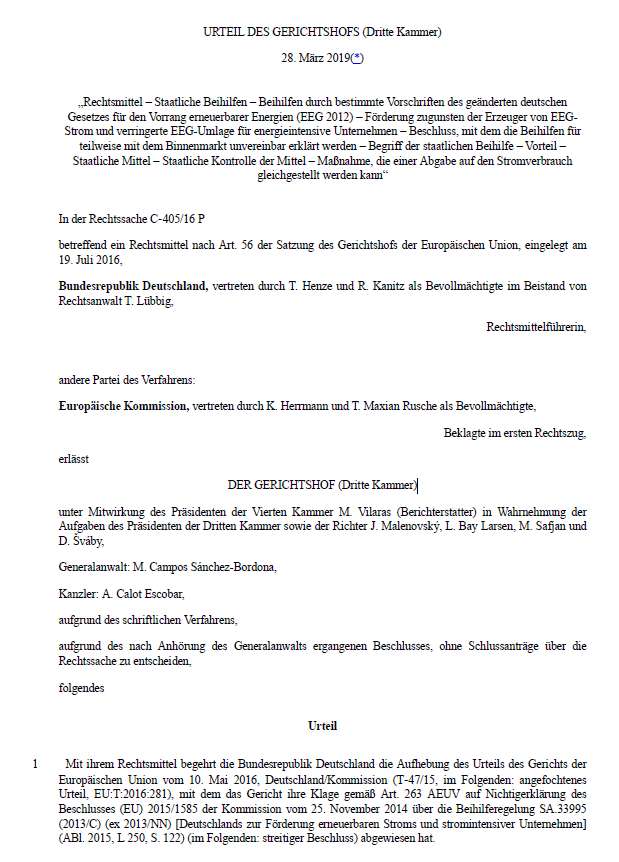 URTEIL DES GERICHTSHOFS (Dritte Kammer)
28. März 2019(*)
„Rechtsmittel – Staatliche Beihilfen – Beihilfen durch bestimmte Vorschriften des geänderten deutschen
Gesetzes für den Vorrang erneuerbarer Energien (EEG 2012) – Förderung zugunsten der Erzeuger von EEG-
Strom und verringerte EEG-Umlage für energieintensive Unternehmen – Beschluss, mit dem die Beihilfen für
teilweise mit dem Binnenmarkt unvereinbar erklärt werden – Begriff der staatlichen Beihilfe – Vorteil –
Staatliche Mittel – Staatliche Kontrolle der Mittel – Maßnahme, die einer Abgabe auf den Stromverbrauch
gleichgestellt werden kann“
In der Rechtssache C-405/16 P
betreffend ein Rechtsmittel nach Art. 56 der Satzung des Gerichtshofs der Europäischen Union, eingelegt am
19. Juli 2016,
Bundesrepublik Deutschland, vertreten durch T. Henze und R. Kanitz als Bevollmächtigte im Beistand von
Rechtsanwalt T. Lübbig,
Rechtsmittelführerin,
andere Partei des Verfahrens:
Europäische Kommission, vertreten durch K. Herrmann und T. Maxian Rusche als Bevollmächtigte,
Beklagte im ersten Rechtszug,
erlässt
DER GERICHTSHOF (Dritte Kammer)
unter Mitwirkung des Präsidenten der Vierten Kammer M. Vilaras (Berichterstatter) in Wahrnehmung der
Aufgaben des Präsidenten der Dritten Kammer sowie der Richter J. Malenovský, L. Bay Larsen, M. Safjan und
D. Šváby,
Generalanwalt: M. Campos Sánchez-Bordona,
Kanzler: A. Calot Escobar,
aufgrund des schriftlichen Verfahrens,
aufgrund des nach Anhörung des Generalanwalts ergangenen Beschlusses, ohne Schlussanträge über die
Rechtssache zu entscheiden,
folgendes
Urteil
1 Mit ihrem Rechtsmittel begehrt die Bundesrepublik Deutschland die Aufhebung des Urteils des Gerichts der
Europäischen Union vom 10. Mai 2016, Deutschland/Kommission (T-47/15, im Folgenden: angefochtenes
Urteil, EU:T:2016:281), mit dem das Gericht ihre Klage gemäß Art. 263 AEUV auf Nichtigerklärung des
Beschlusses (EU) 2015/1585 der Kommission vom 25. November 2014 über die Beihilferegelung SA.33995
(2013/C) (ex 2013/NN) [Deutschlands zur Förderung erneuerbaren Stroms und stromintensiver Unternehmen]
(ABl. 2015, L 250, S. 122) (im Folgenden: streitiger Beschluss) abgewiesen hat.